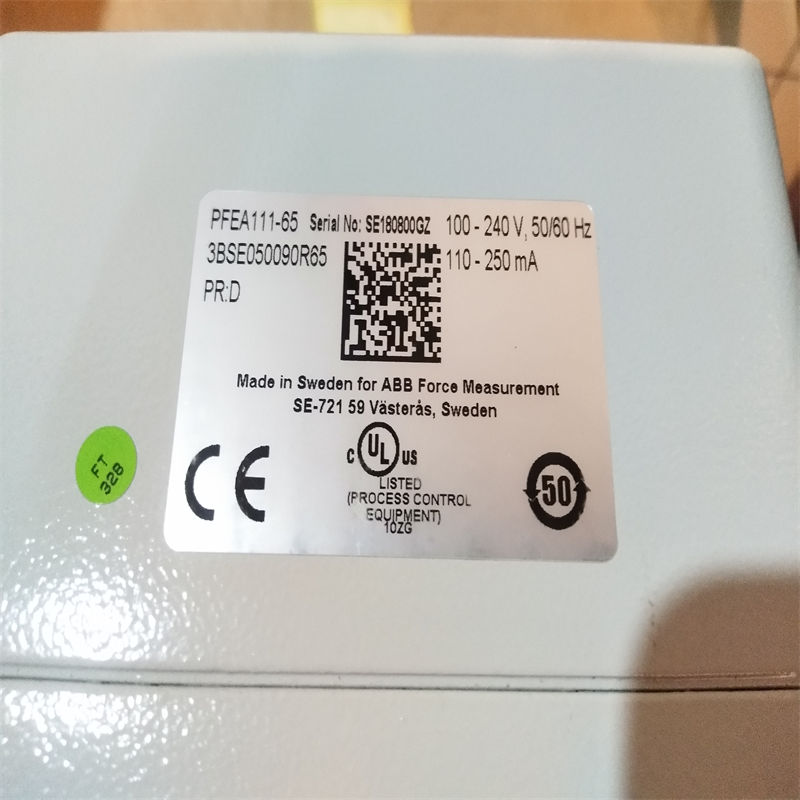 PFEA111-65 Serial No: SE180800GZ 100 - 240 V, 50/60 Hz
3BSE050090R65 110 - 250 mA
PR:D
Made in Sweden for ABB Force Measurement
SE-721 59 Västerås, Sweden
CE
C UL US
LISTED
(PROCESS CONTROL
EQUIPMENT)
10ZG
50
FT
328